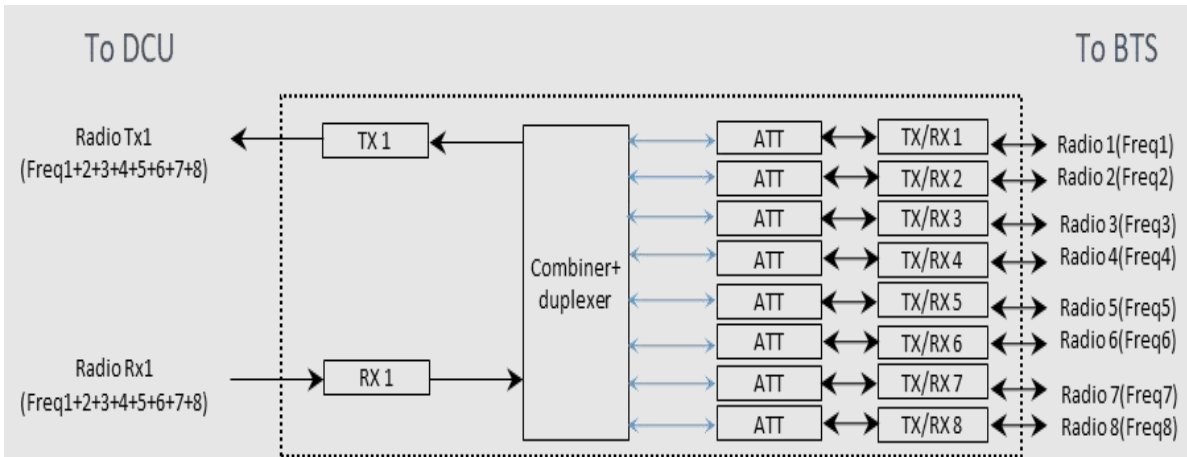 To DCU
To BTS
Radio Tx1
(Freq1+2+3+4+5+6+7+8)
TX 1
Radio Rx1
(Freq1+2+3+4+5+6+7+8)
RX 1
Combiner+
duplexer
ATT
TX/RX 1
Radio 1(Freq1)
ATT
TX/RX 2
Radio 2(Freq2)
ATT
TX/RX 3
Radio 3(Freq3)
ATT
TX/RX 4
Radio 4(Freq4)
ATT
TX/RX 5
Radio 5(Freq5)
ATT
TX/RX 6
Radio 6(Freq6)
ATT
TX/RX 7
Radio 7(Freq7)
ATT
TX/RX 8
Radio 8(Freq8)